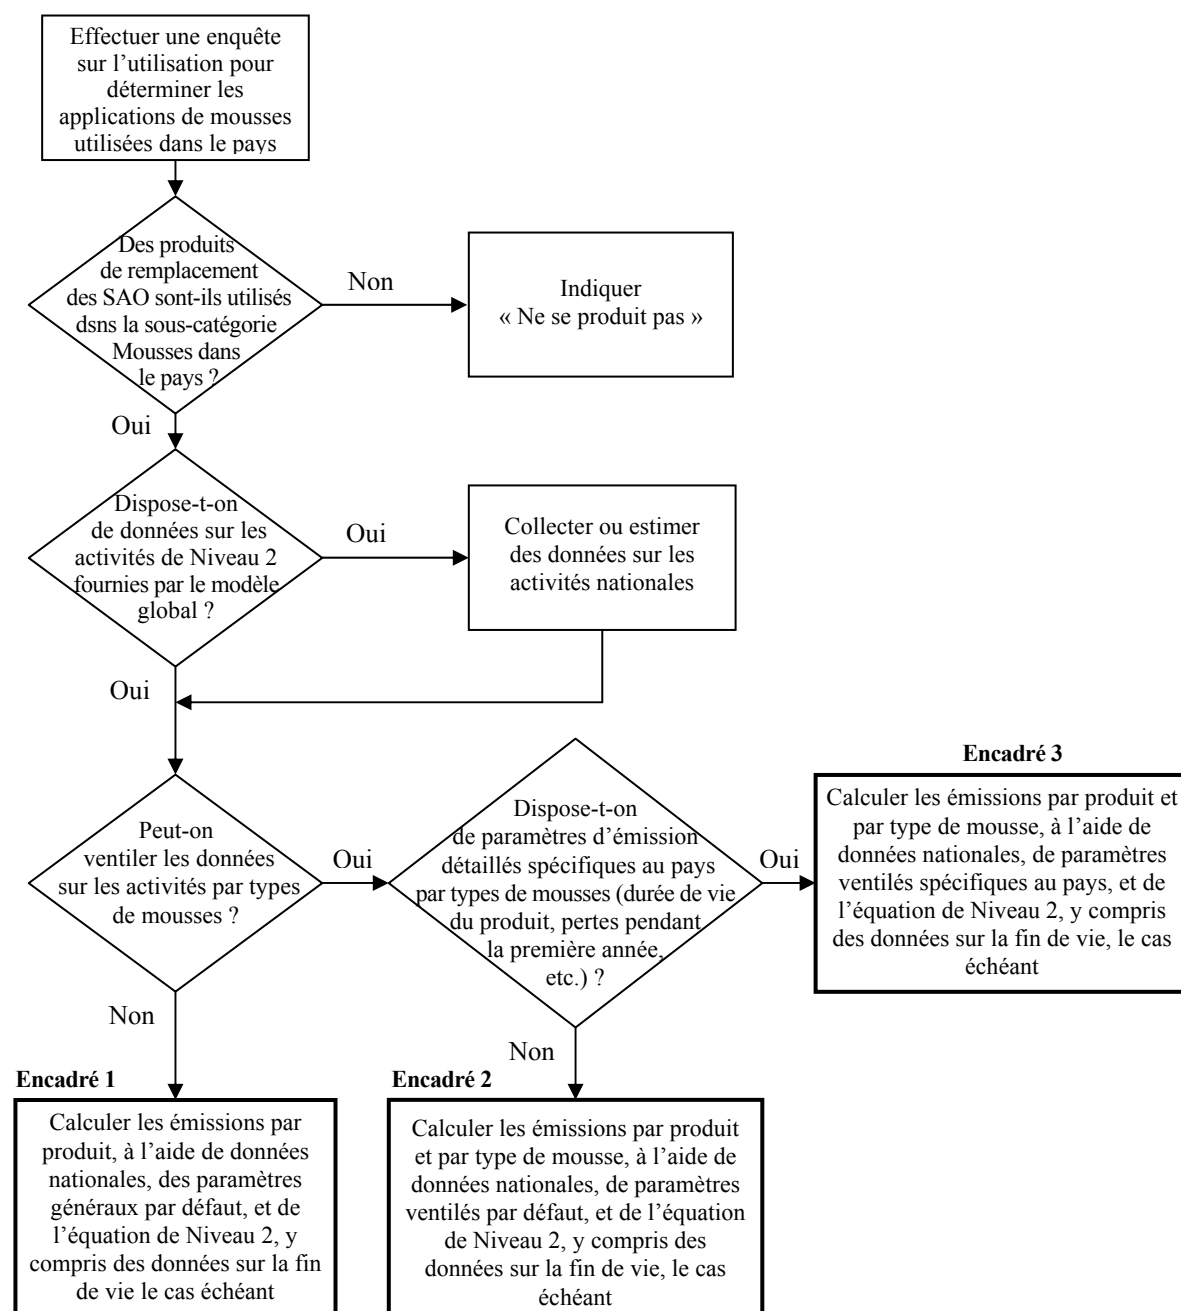 Effectuer une enquête
sur l’utilisation pour
déterminer les
applications de mousses
utilisées dans le pays
Des produits
de remplacement
des SAO sont-ils utilisés
dsns la sous-catégorie
Mousses dans
le pays ?
Non
Indiquer
« Ne se produit pas »
Oui
Dispose-t-on
de données sur les
activités de Niveau 2
fournies par le modèle
global ?
Oui
Collecter ou estimer
des données sur les
activités nationales
Oui
Peut-on
ventiler les données
sur les activités par types
de mousses ?
Oui
Dispose-t-on
de paramètres d’émission
détaillés spécifiques au pays
par types de mousses (durée de vie
du produit, pertes pendant
la première année,
etc.) ?
Oui
Encadré 3
Calculer les émissions par produit et
par type de mousse, à l’aide de
données nationales, de paramètres
ventilés spécifiques au pays, et de
l’équation de Niveau 2, y compris
des données sur la fin de vie, le cas
échéant
Non
Non
Encadré 1
Calculer les émissions par
produit, à l’aide de données
nationales, des paramètres
généraux par défaut, et de
l’équation de Niveau 2, y
compris des données sur la fin
de vie le cas échéant
Encadré 2
Calculer les émissions par produit
et par type de mousse, à l’aide de
données nationales, de paramètres
ventilés par défaut, et de l’équation
de Niveau 2, y compris des
données sur la fin de vie, le cas
échéant